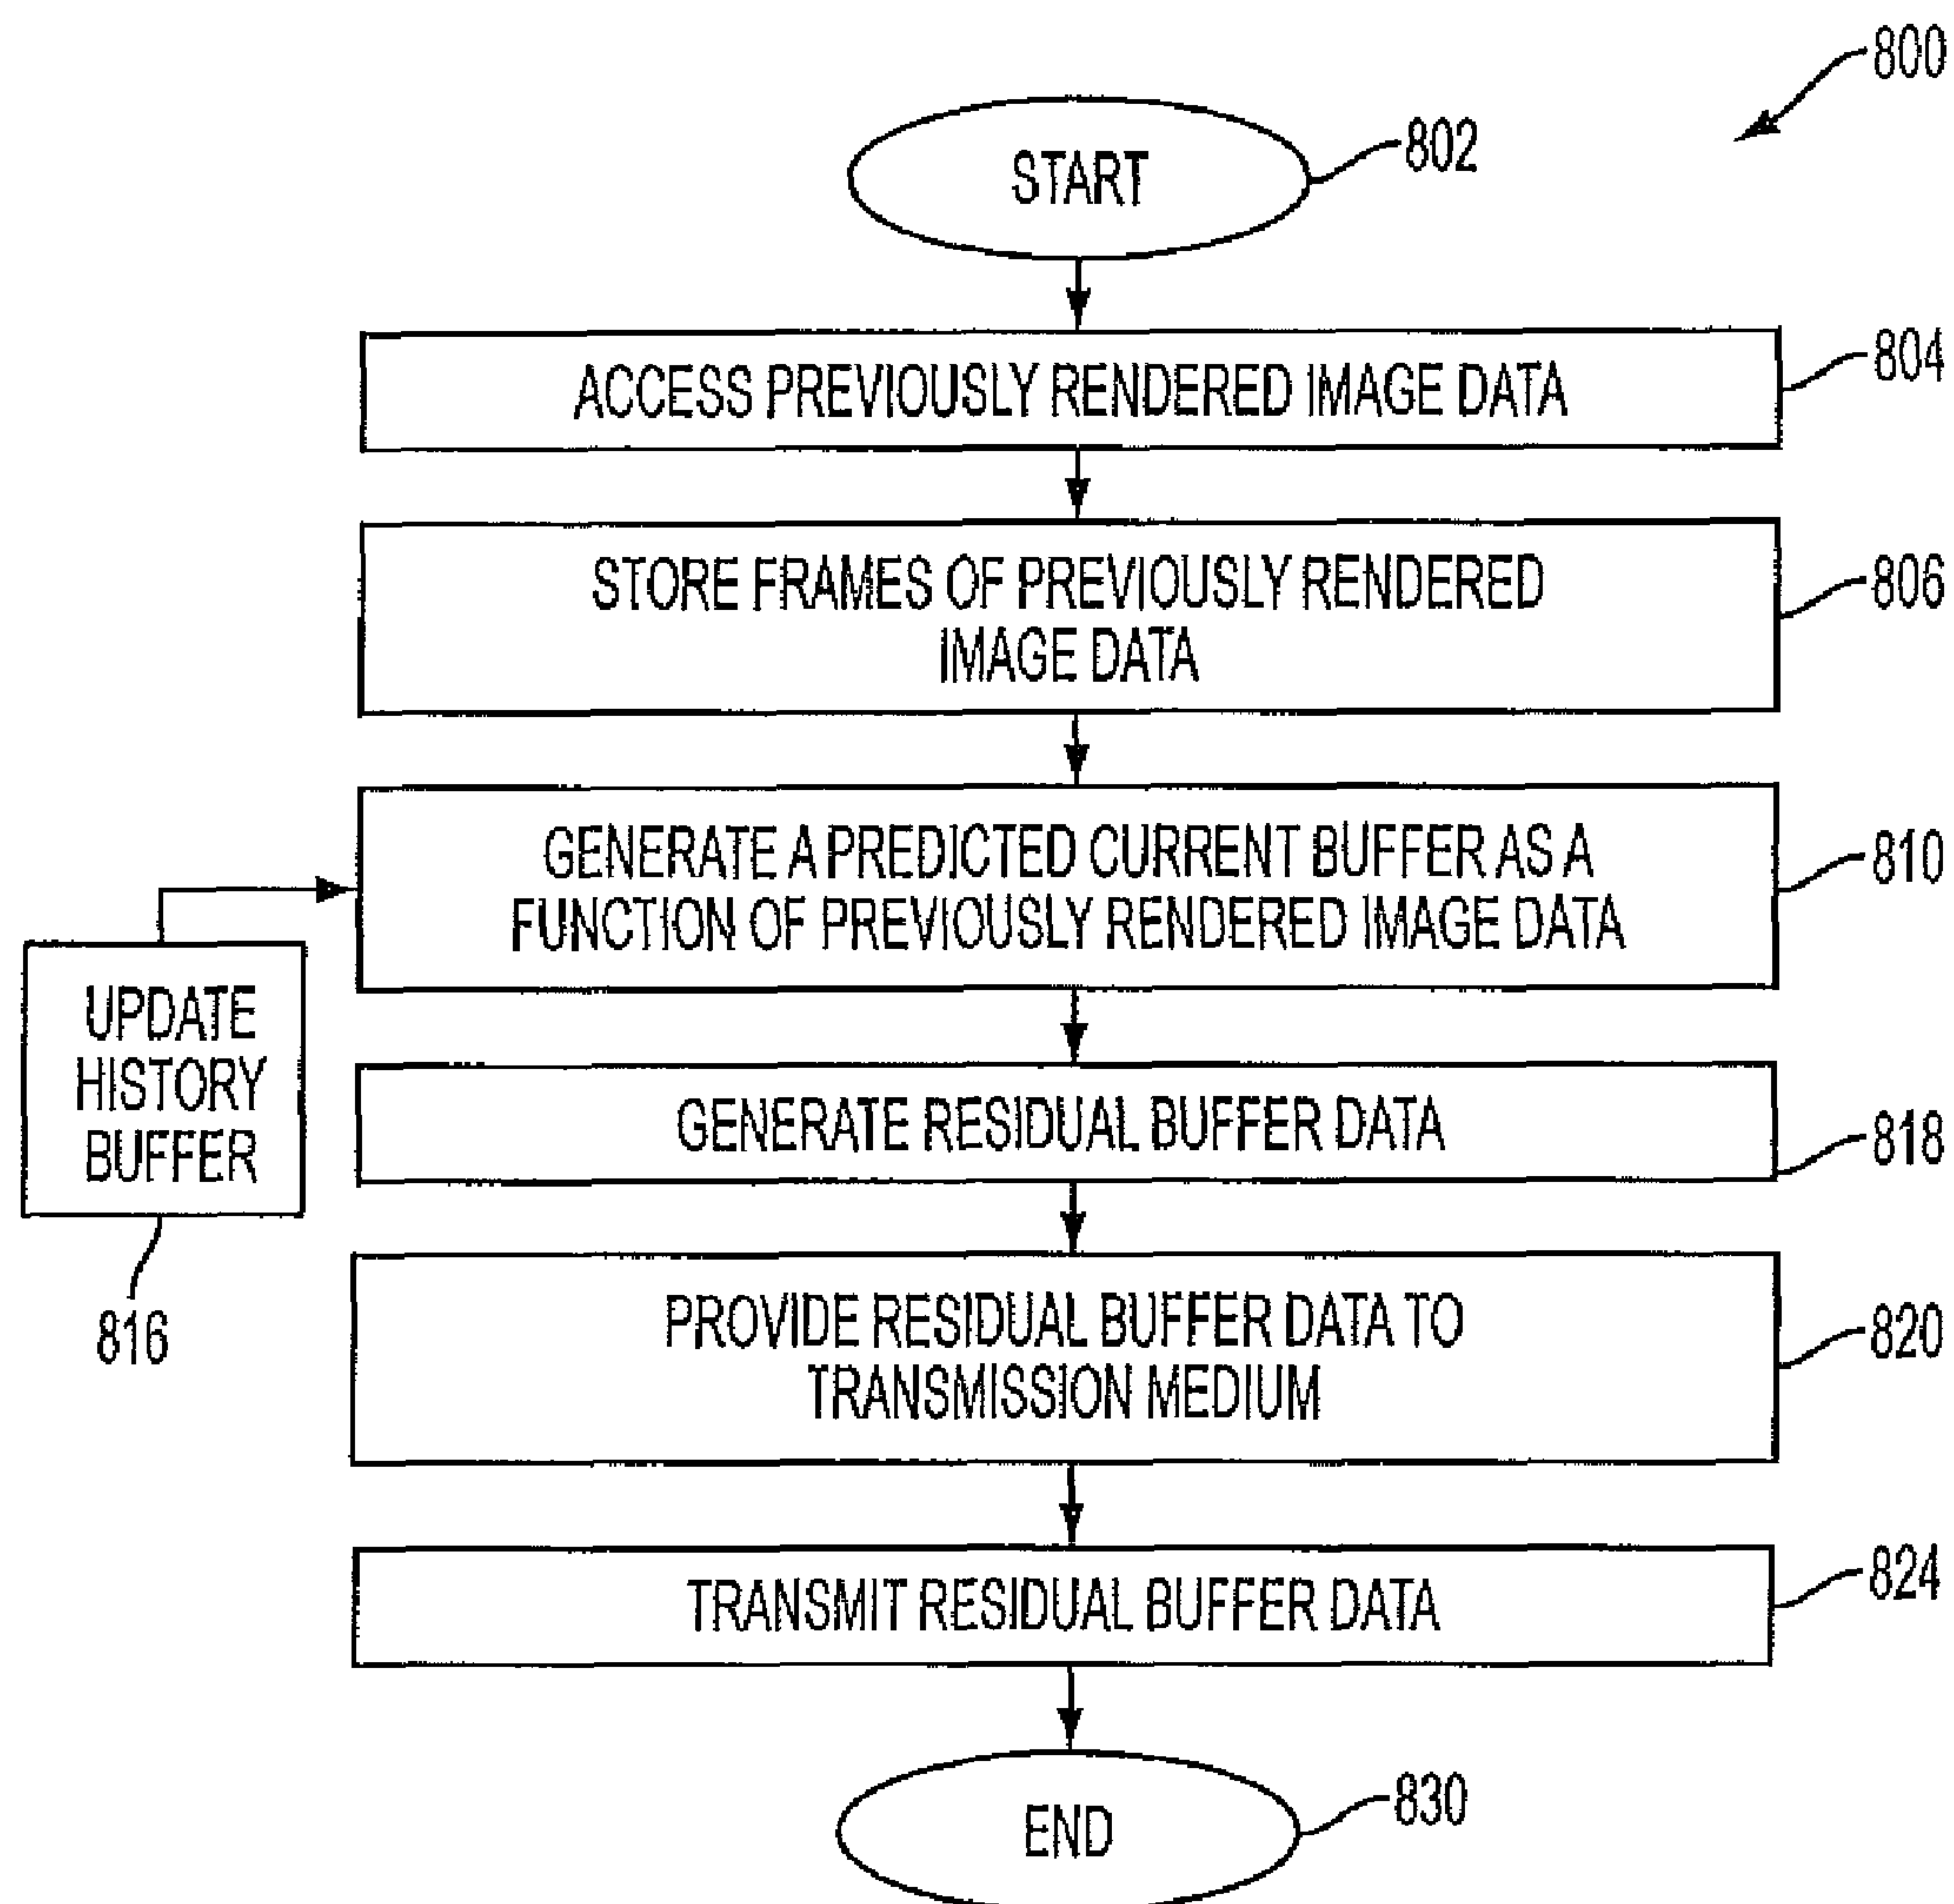 800
START
802
ACCESS PREVIOUSLY RENDERED IMAGE DATA
804
STORE FRAMES OF PREVIOUSLY RENDERED
IMAGE DATA
806
GENERATE A PREDICTED CURRENT BUFFER AS A
FUNCTION OF PREVIOUSLY RENDERED IMAGE DATA
810
UPDATE
HISTORY
BUFFER
816
GENERATE RESIDUAL BUFFER DATA
818
PROVIDE RESIDUAL BUFFER DATA TO
TRANSMISSION MEDIUM
820
TRANSMIT RESIDUAL BUFFER DATA
824
END
830